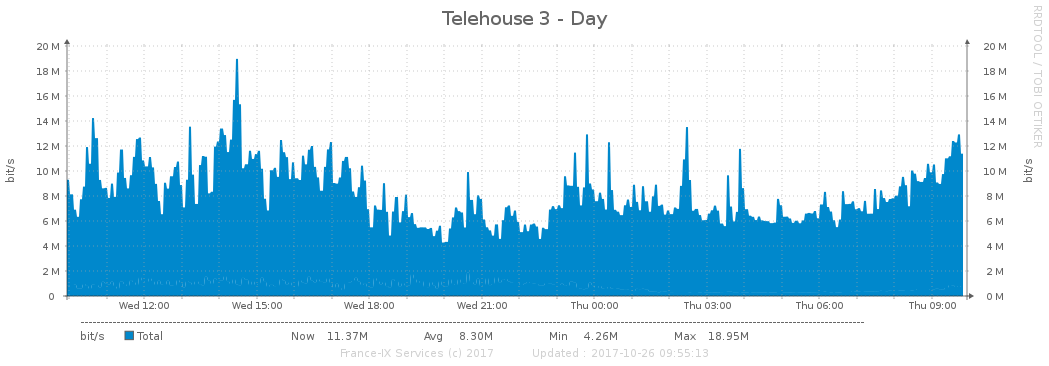 Telehouse 3 - Day
RRDTOOL / TOBI OETIKER
bit/s
20 M
18 M
16 M
14 M
12 M
10 M
8 M
6 M
4 M
2 M
0
20 M
18 M
16 M
14 M
12 M
10 M
8 M
6 M
4 M
2 M
0 M
bit/s
Wed 12:00 Wed 15:00 Wed 18:00 Wed 21:00 Thu 00:00 Thu 03:00 Thu 06:00 Thu 09:00
bit/s Total Now 11.37M Avg 8.30M Min 4.26M Max 18.95M
France-IX Services (c) 2017 Updated : 2017-10-26 09:55:13